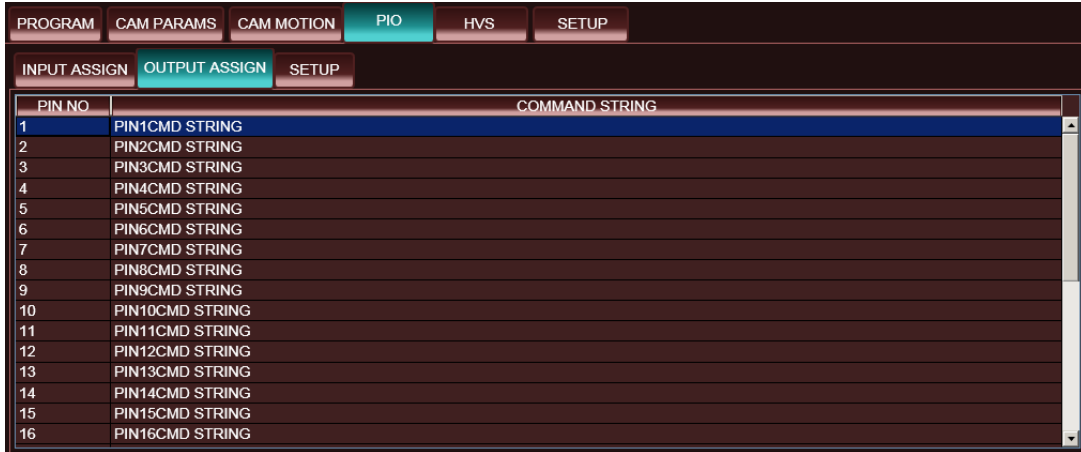 PROGRAM CAM PARAMS CAM MOTION PIO HVS SETUP
INPUT ASSIGN OUTPUT ASSIGN SETUP
PIN NO COMMAND STRING
1 PIN1CMD STRING
2 PIN2CMD STRING
3 PIN3CMD STRING
4 PIN4CMD STRING
5 PIN5CMD STRING
6 PIN6CMD STRING
7 PIN7CMD STRING
8 PIN8CMD STRING
9 PIN9CMD STRING
10 PIN10CMD STRING
11 PIN11CMD STRING
12 PIN12CMD STRING
13 PIN13CMD STRING
14 PIN14CMD STRING
15 PIN15CMD STRING
16 PIN16CMD STRING